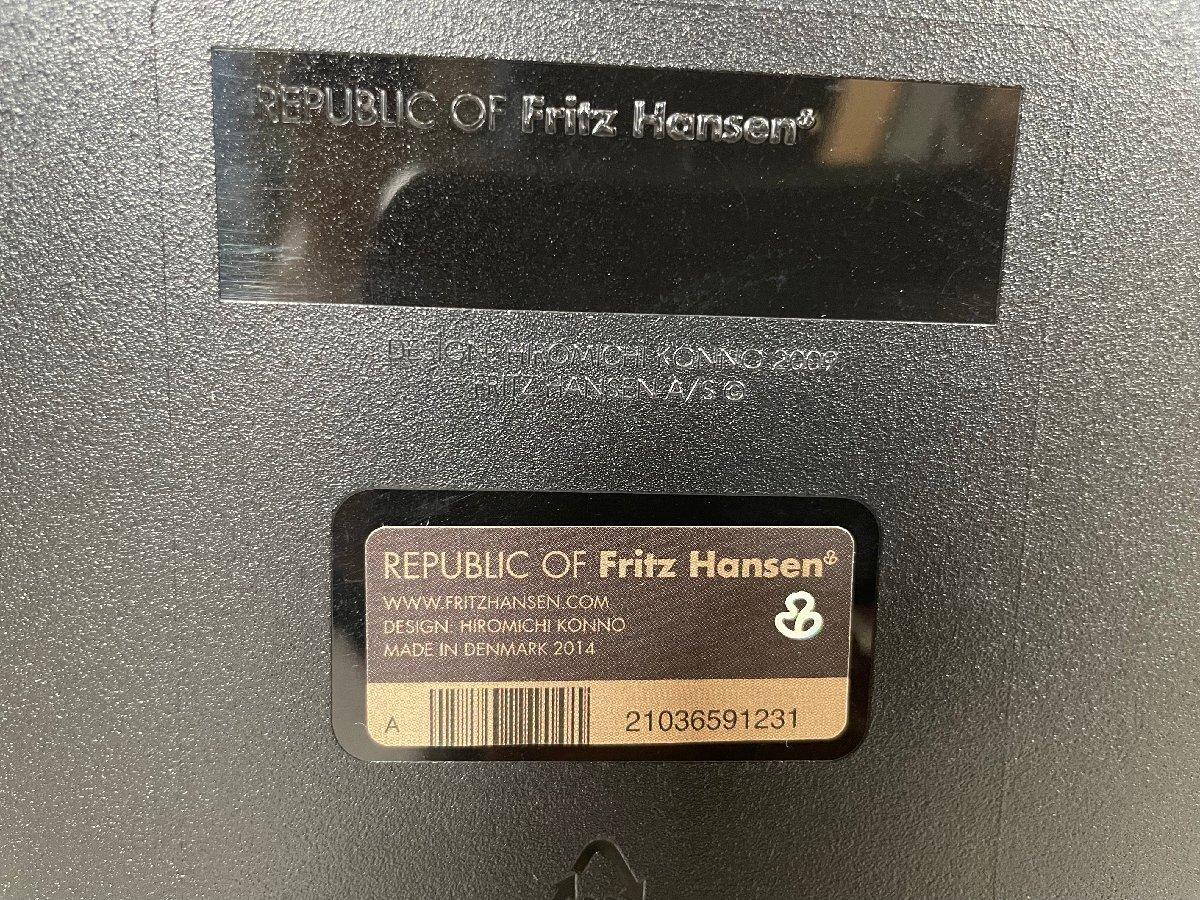 REPUBLIC OF Fritz Hansen
DESIGN: HIROMICHI KONNO 2009
FRITZ HANSEN A/S ©
REPUBLIC OF Fritz Hansen
WWW.FRITZHANSEN.COM
DESIGN: HIROMICHI KONNO
MADE IN DENMARK 2014
A 21036591231